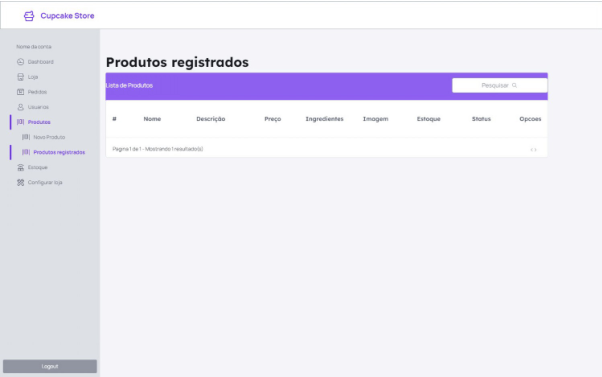 Cupcake Store
Nome da conta
Dashboard
Loja
Pedidos
Usuarios
Produtos
Novo Produto
Produtos registrados
Estoque
Configurar loja
Logout
Produtos registrados
Lista de Produtos
Pesquisar
# Nome Descrição Preço Ingredientes Imagem Estoque Status Opcoes
Pagina 1 de 1 - Mostrando 1 resultado(s)